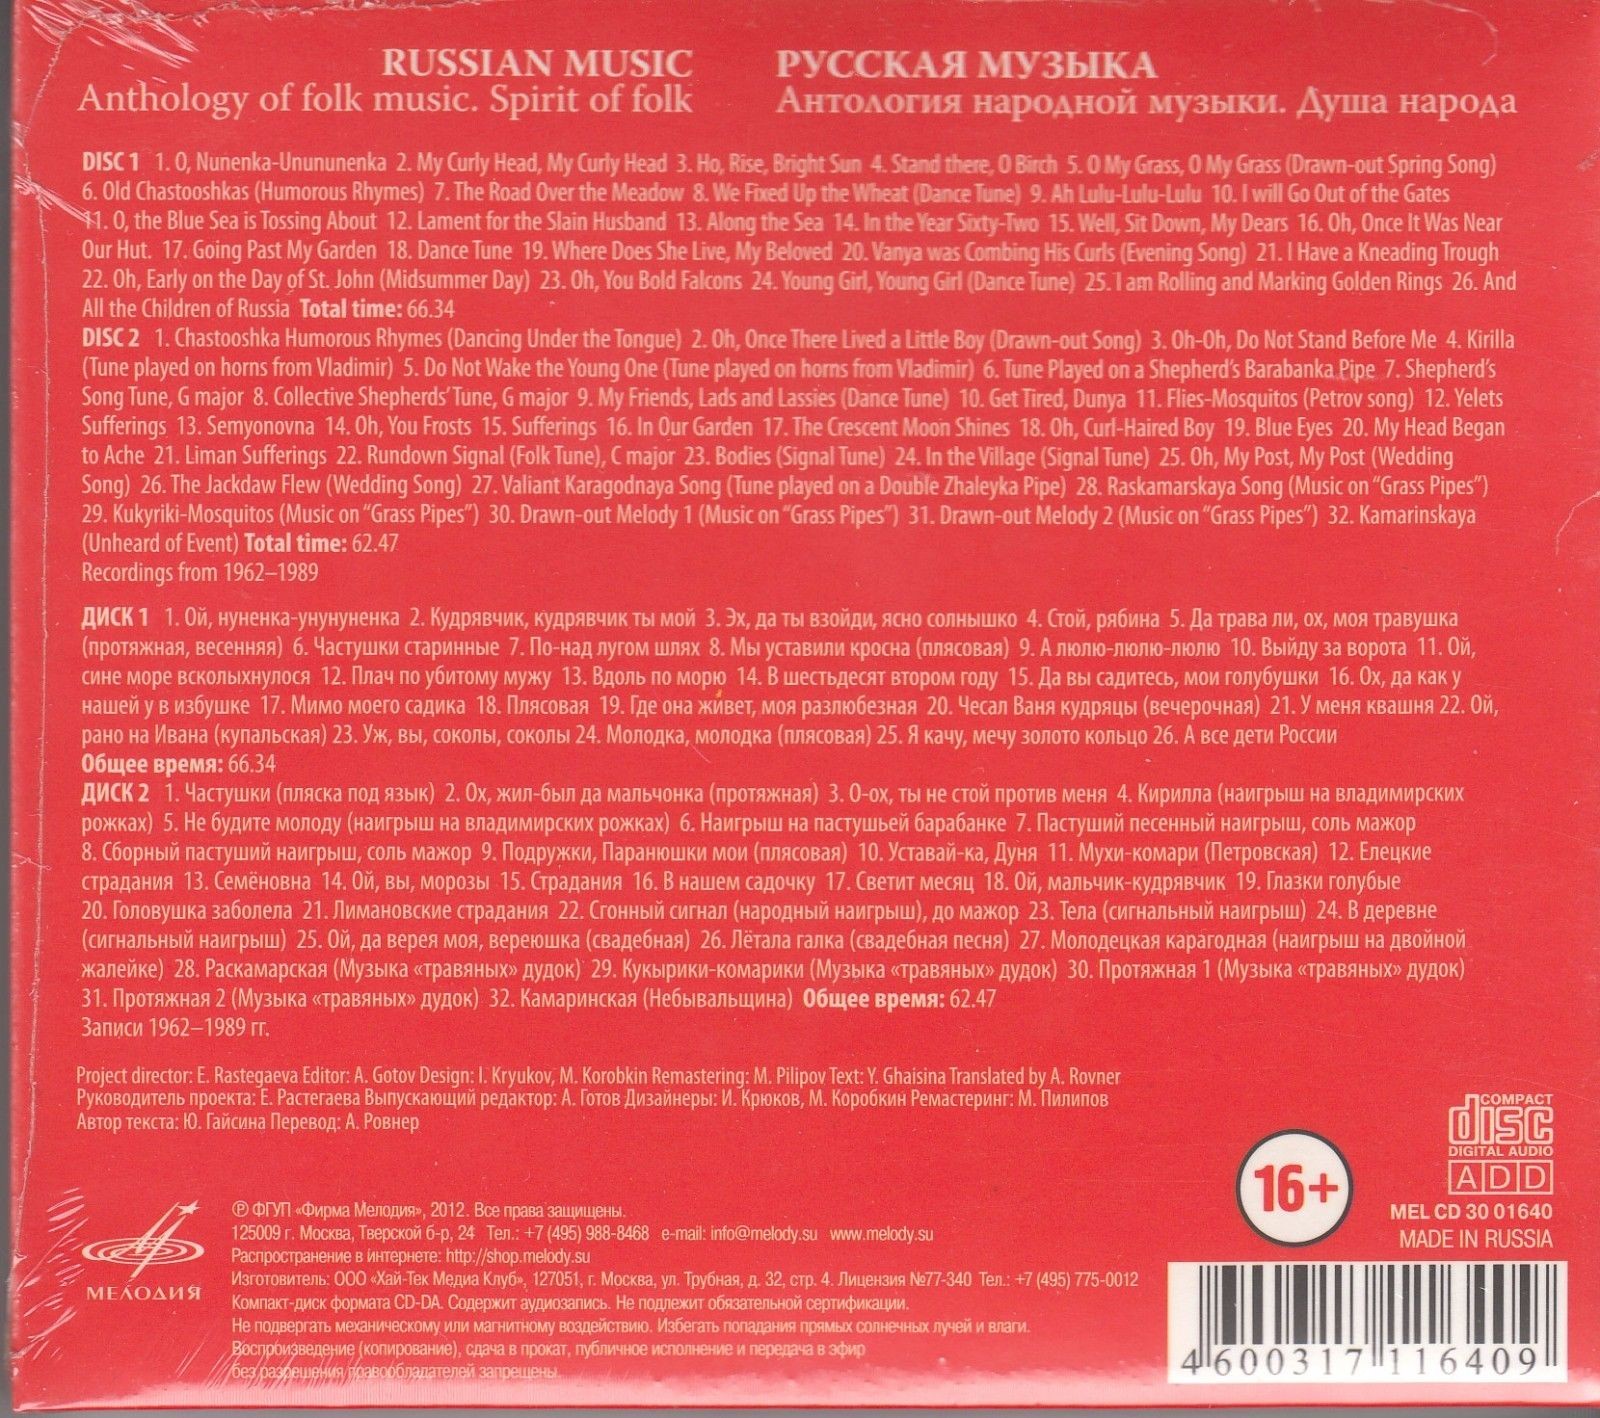 RUSSIAN MUSIC
Anthology of folk music. Spirit of folk
РУССКАЯ МУЗЫКА
Антология народной музыки. Душа народа
DISC 1 1. O, Nunenka-Unununenka 2. My Curly Head, My Curly Head 3. Ho, Rise, Bright Sun 4. Stand there, O Birch 5. O My Grass, O My Grass (Drawn-out Spring Song)
6. Old Chastooshkas (Humorous Rhymes) 7. The Road Over the Meadow 8. We Fixed Up the Wheat (Dance Tune) 9. Ah Lulu-Lulu-Lulu 10. I will Go Out of the Gates
11. O, the Blue Sea is Tossing About 12. Lament for the Slain Husband 13. Along the Sea 14. In the Year Sixty-Two 15. Well, Sit Down, My Dears 16. Oh, Once It Was Near
Our Hut. 17. Going Past My Garden 18. Dance Tune 19. Where Does She Live, My Beloved 20. Vanya was Combing His Curls (Evening Song) 21. I Have a Kneading Trough
22. Oh, Early on the Day of St. John (Midsummer Day) 23. Oh, You Bold Falcons 24. Young Girl, Young Girl (Dance Tune) 25. I am Rolling and Marking Golden Rings 26. And
All the Children of Russia Total time: 66.34
DISC 2 1. Chastooshka Humorous Rhymes (Dancing Under the Tongue) 2. Oh, Once There Lived a Little Boy (Drawn-out Song) 3. Oh-Oh, Do Not Stand Before Me 4. Kirilla
(Tune played on horns from Vladimir) 5. Do Not Wake the Young One (Tune played on horns from Vladimir) 6. Tune Played on a Shepherd's Barabanka Pipe 7. Shepherd's
Song Tune, G major 8. Collective Shepherds' Tune, G major 9. My Friends, Lads and Lassies (Dance Tune) 10. Get Tired, Dunya 11. Flies-Mosquitos (Petrov song) 12. Yelets
Sufferings 13. Semyonovna 14. Oh, You Frosts 15. Sufferings 16. In Our Garden 17. The Crescent Moon Shines 18. Oh, Curl-Haired Boy 19. Blue Eyes 20. My Head Began
to Ache 21. Liman Sufferings 22. Rundown Signal (Folk Tune), C major 23. Bodies (Signal Tune) 24. In the Village (Signal Tune) 25. Oh, My Post, My Post (Wedding
Song) 26. The Jackdaw Flew (Wedding Song) 27. Valiant Karagodnaya Song (Tune played on a Double Zhaleyka Pipe) 28. Raskamarskaya Song (Music on "Grass Pipes")
29. Kukyriki-Mosquitos (Music on "Grass Pipes") 30. Drawn-out Melody 1 (Music on "Grass Pipes") 31. Drawn-out Melody 2 (Music on "Grass Pipes") 32. Kamarinskaya
(Unheard of Event) Total time: 62.47
Recordings from 1962–1989
ДИСК 1 1. Ой, нуненка-унунуненка 2. Кудрявчик, кудрявчик ты мой 3. Эх, да ты взойди, ясно солнышко 4. Стой, рябина 5. Да трава ли, ох, моя травушка
(протяжная, весенняя) 6. Частушки старинные 7. По-над лугом шлях 8. Мы уставили кросна (плясовая) 9. А люлю-люлю-люлю 10. Выйду за ворота 11. Ой,
сине море всколыхнулося 12. Плач по убитому мужу 13. Вдоль по морю 14. В шестьдесят втором году 15. Да вы садитесь, мои голубушки 16. Ох, да как у
нашей у в избушке 17. Мимо моего садика 18. Плясовая 19. Где она живет, моя разлюбезная 20. Чесал Ваня кудряцы (вечерочная) 21. У меня квашня 22. Ой,
рано на Ивана (купальская) 23. Уж, вы, соколы, соколы 24. Молодка, молодка (плясовая) 25. Я качу, мечу золото кольцо 26. А все дети России
Общее время: 66.34
ДИСК 2 1. Частушки (пляска под язык) 2. Ох, жил-был да мальчонка (протяжная) 3. О-ох, ты не стой против меня 4. Кирилла (наигрыш на владимирских
рожках) 5. Не будите молоду (наигрыш на владимирских рожках) 6. Наигрыш на пастушьей барабанке 7. Пастуший песенный наигрыш, соль мажор
8. Сборный пастуший наигрыш, соль мажор 9. Подружки, Паранюшки мои (плясовая) 10. Уставай-ка, Дуня 11. Мухи-комари (Петровская) 12. Елецкие
страдания 13. Семёновна 14. Ой, вы, морозы 15. Страдания 16. В нашем садочку 17. Светит месяц 18. Ой, мальчик-кудрявчик 19. Глазки голубые
20. Головушка заболела 21. Лимановские страдания 22. Сгонный сигнал (народный наигрыш), до мажор 23. Тела (сигнальный наигрыш) 24. В деревне
(сигнальный наигрыш) 25. Ой, да верея моя, вереюшка (свадебная) 26. Лётала галка (свадебная песня) 27. Молодецкая карагодная (наигрыш на двойной
жалейке) 28. Раскамарская (Музыка «травяных» дудок) 29. Кукырики-комарики (Музыка «травяных» дудок) 30. Протяжная 1 (Музыка «травяных» дудок)
31. Протяжная 2 (Музыка «травяных» дудок) 32. Камаринская (Небывальщина) Общее время: 62.47
Записи 1962–1989 гг.
Project director: E. Rastegaeva Editor: A. Gotov Design: I. Kryukov, M. Korobkin Remastering: M. Pilipov Text: Y. Ghaisina Translated by A. Rovner
Руководитель проекта: Е. Растегаева Выпускающий редактор: А. Готов Дизайнеры: И. Крюков, М. Коробкин Ремастеринг: М. Пилипов
Автор текста: Ю. Гайсина Перевод: А. Ровнер
МЕЛОДИЯ
℗ ФГУП «Фирма Мелодия», 2012. Все права защищены.
125009 г. Москва, Тверской б-р, 24 Тел.: +7 (495) 988-8468 e-mail: info@melody.su www.melody.su
Распространение в интернете: http://shop.melody.su
Изготовитель: ООО «Хай-Тек Медиа Клуб», 127051, г. Москва, ул. Трубная, д. 32, стр. 4. Лицензия №77-340 Тел.: +7 (495) 775-0012
Компакт-диск формата CD-DA. Содержит аудиозапись. Не подлежит обязательной сертификации.
Не подвергать механическому или магнитному воздействию. Избегать попадания прямых солнечных лучей и влаги.
Воспроизведение (копирование), сдача в прокат, публичное исполнение и передача в эфир
без разрешения правообладателей запрещены.
16+
COMPACT
disc
DIGITAL AUDIO
ADD
MEL CD 30 01640
MADE IN RUSSIA
4 600317 116409